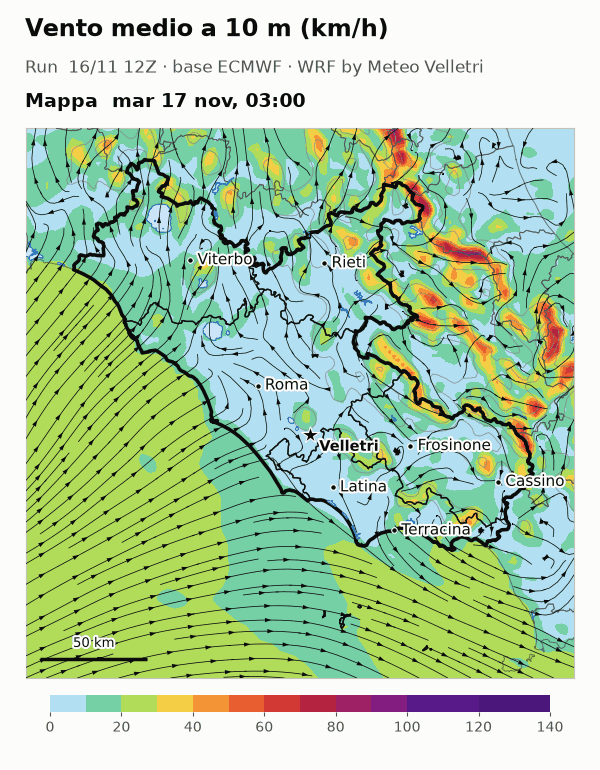 Vento medio a 10 m (km/h)
Run  16/11 12Z · base ECMWF · WRF by Meteo Velletri
Mappa  mar 17 nov, 03:00
Viterbo
Rieti
Roma
Velletri
Frosinone
Cassino
Latina
Terracina
50 km
0 20 40 60 80 100 120 140